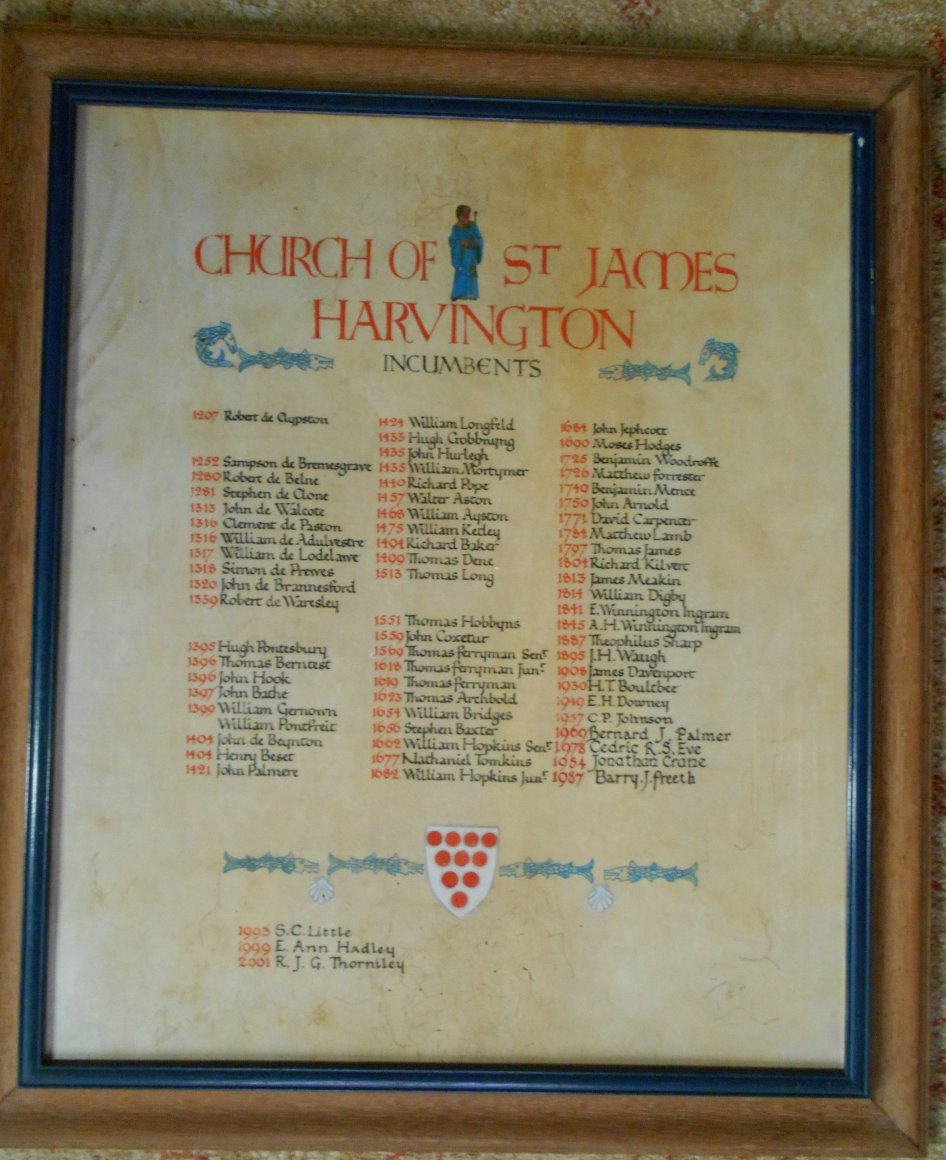 CHURCH OF ST JAMES
HARVINGTON
INCUMBENTS
1207 Robert de Clypston
1252 Sampson de Bremesgrave
1280 Robert de Belne
1281 Stephen de Clone
1313 John de Walcote
1316 Clement de Paston
1316 William de Adulvestre
1317 William de Lodelawe
1318 Simon de Prewes
1320 John de Brannesford
1339 Robert de Wartsley
1395 Hugh Pontesbury
1396 Thomas Berntest
1396 John Hook
1397 John Bathe
1399 William Gernown
William Pontfreit
1404 John de Beynton
1404 Henry Beser
1421 John Palmere
1424 William Longfeld
1433 Hugh
1435 John Hurlegh
1435 William Mortymer
1440 Richard Pope
1457 Walter Aston
1468 William Ayston
1475 William Ketley
1494 Richard Baker
1499 Thomas Dene
1513 Thomas Long
1551 Thomas Hobbyns
1559 John Coxetur
1569 Thomas Ferryman Senr
1618 Thomas Ferryman Junr
1619 Thomas Ferryman
1623 Thomas Archbold
1654 William Bridges
1656 Stephen Baxter
1662 William Hopkins Senr
1677 Nathaniel Tomkins
1682 William Hopkins Junr
1684 John Jephcott
1690 Moses Hodges
1725 Benjamin Woodroffe
1726 Matthew Forrester
1749 Benjamin Mence
1750 John Arnold
1771 David Carpenter
1784 Matthew Lamb
1797 Thomas James
1804 Richard Kilvert
1813 James Meakin
1814 William Digby
1841 E. Winnington Ingram
1845 A.H. Winnington Ingram
1887 Theophilus Sharp
1895 J.H. Waugh
1908 James Davenport
1930 H.T. Boultbee
1949 E.H. Downey
1957 C.P. Johnson
1969 Bernard J. Palmer
1978 Cedric R.S. Eve
1984 Jonathan Crane
1987 Barry.J.Freeth
1993 S.C. Little
1999 E. Ann Hadley
2001 R. J. G. Thorniley